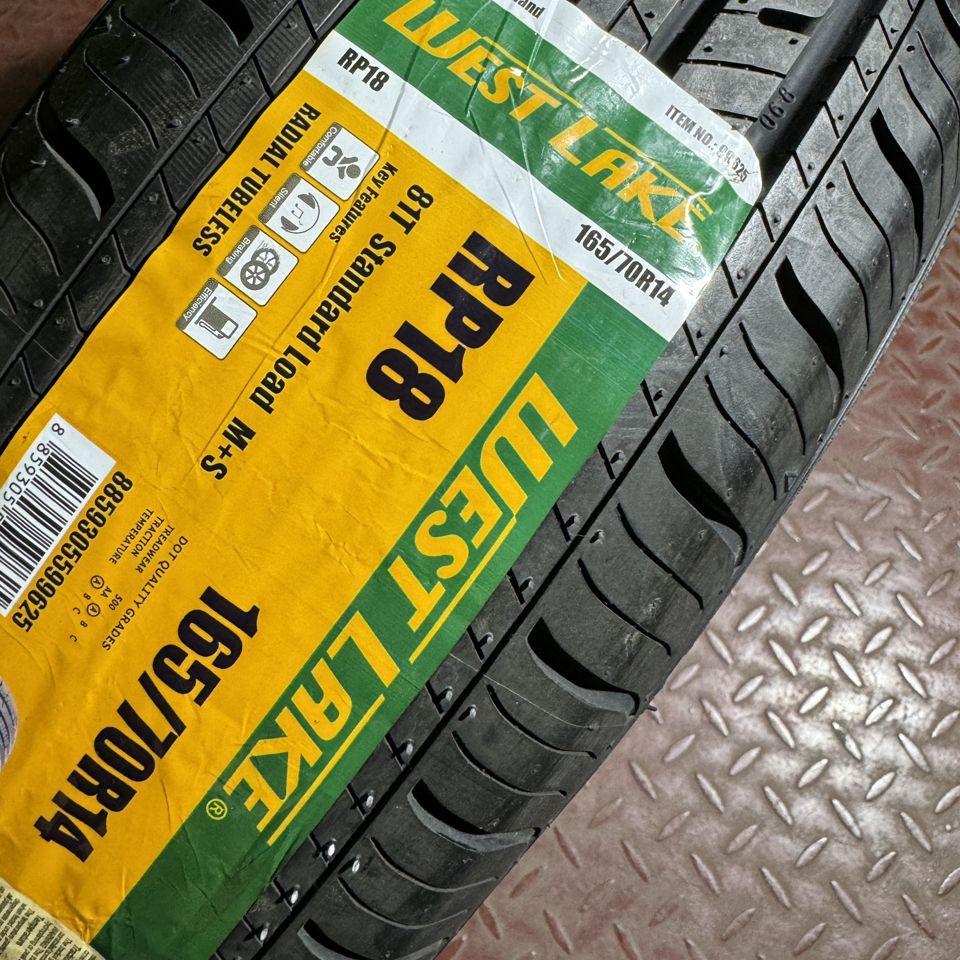 WEST LAKE
ITEM NO.:
RP18
165/70R14
RADIAL TUBELESS
Comfortable
Silent
Braking
Efficiency
Key Features
81T Standard Load M+S
RP18
WEST LAKE®
8859305599625
DOT QUALITY GRADES
TREADWEAR 500
TRACTION AA Ⓐ B C
TEMPERATURE Ⓐ B C
165/70R14